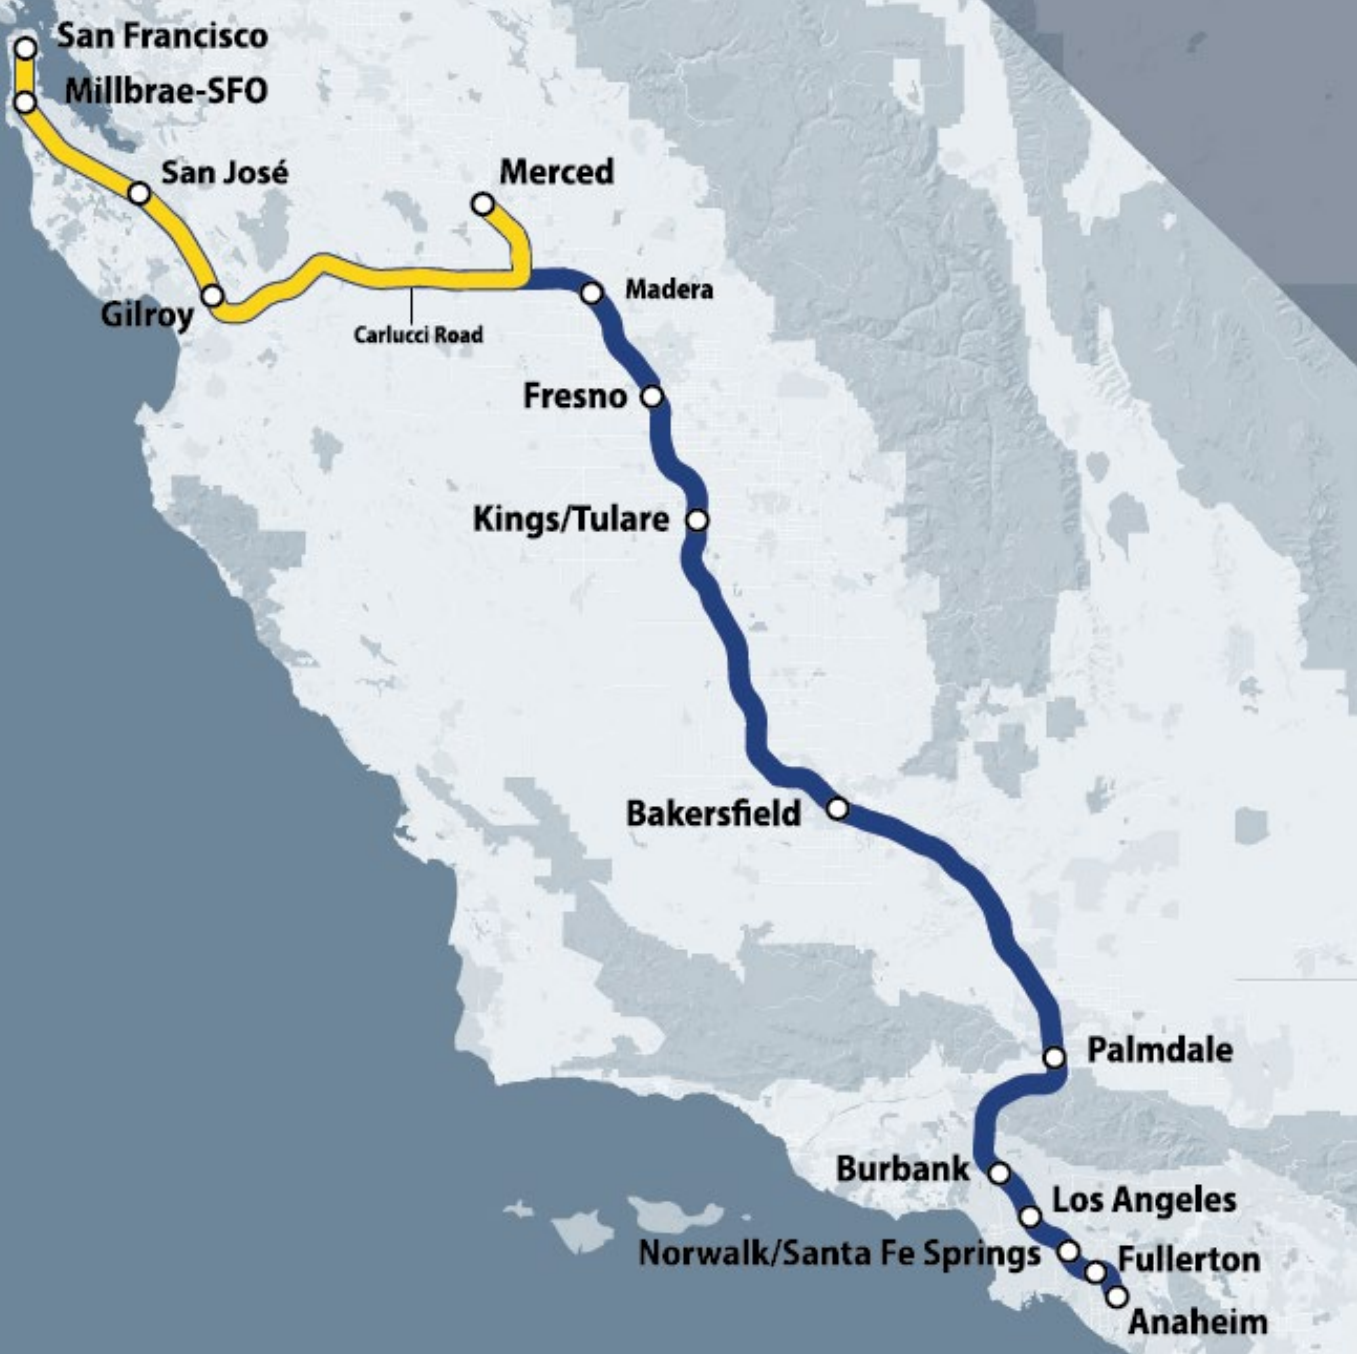 San Francisco
Millbrae-SFO
San José
Merced
Gilroy
Madera
Carlucci Road
Fresno
Kings/Tulare
Bakersfield
Palmdale
Burbank
Los Angeles
Norwalk/Santa Fe Springs
Fullerton
Anaheim